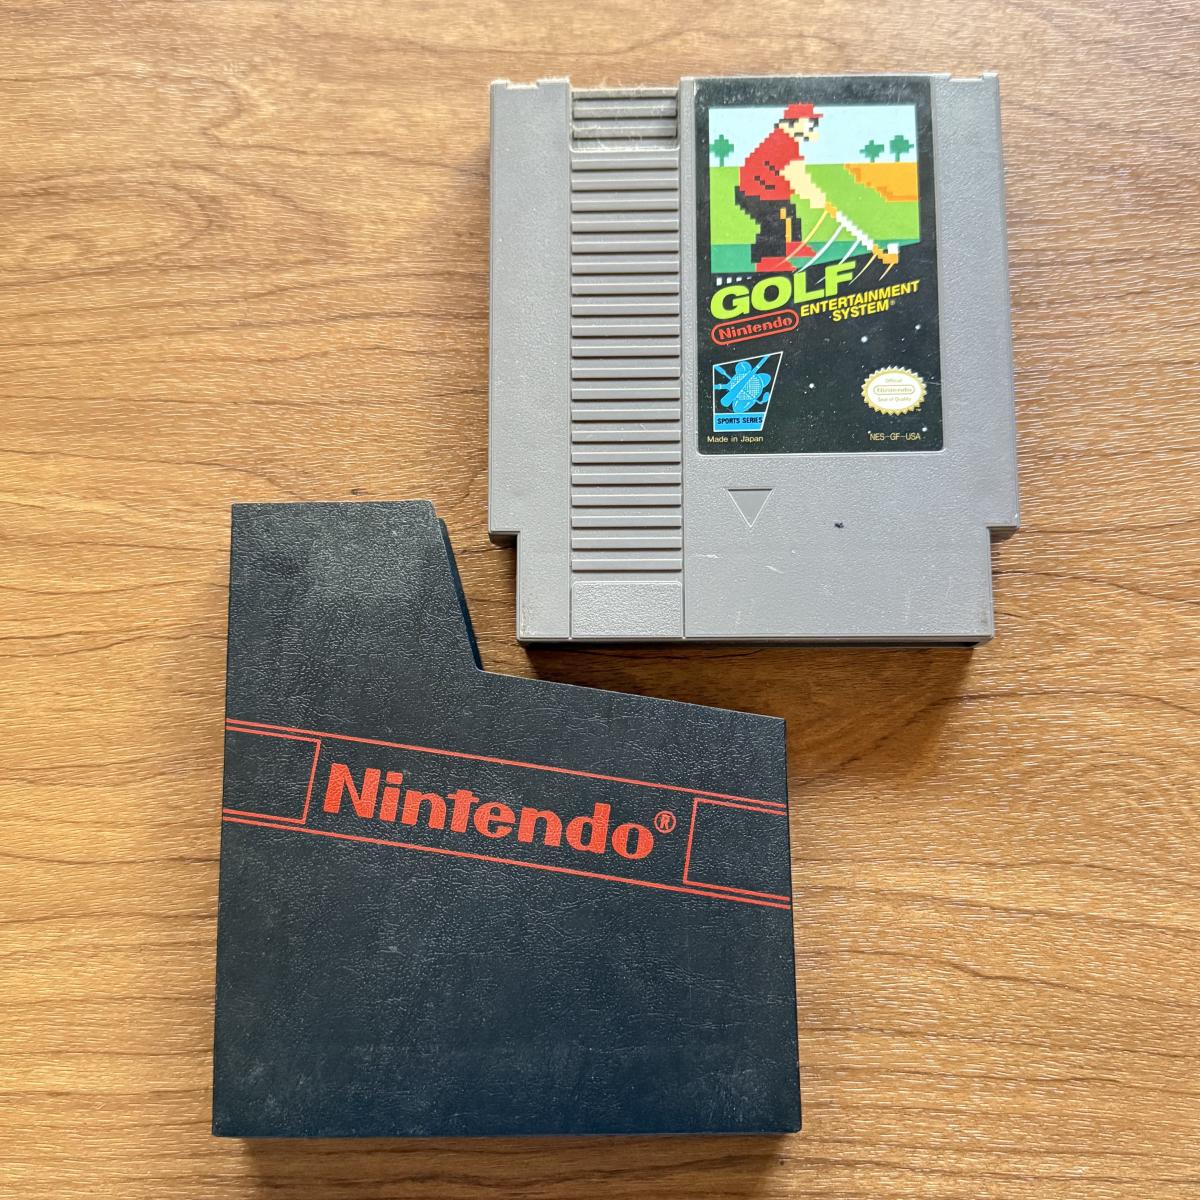 GOLF
Nintendo
ENTERTAINMENT
SYSTEM®
SPORTS SERIES
Made in Japan
Official
Nintendo
Seal of Quality
NES-GF-USA
Nintendo®